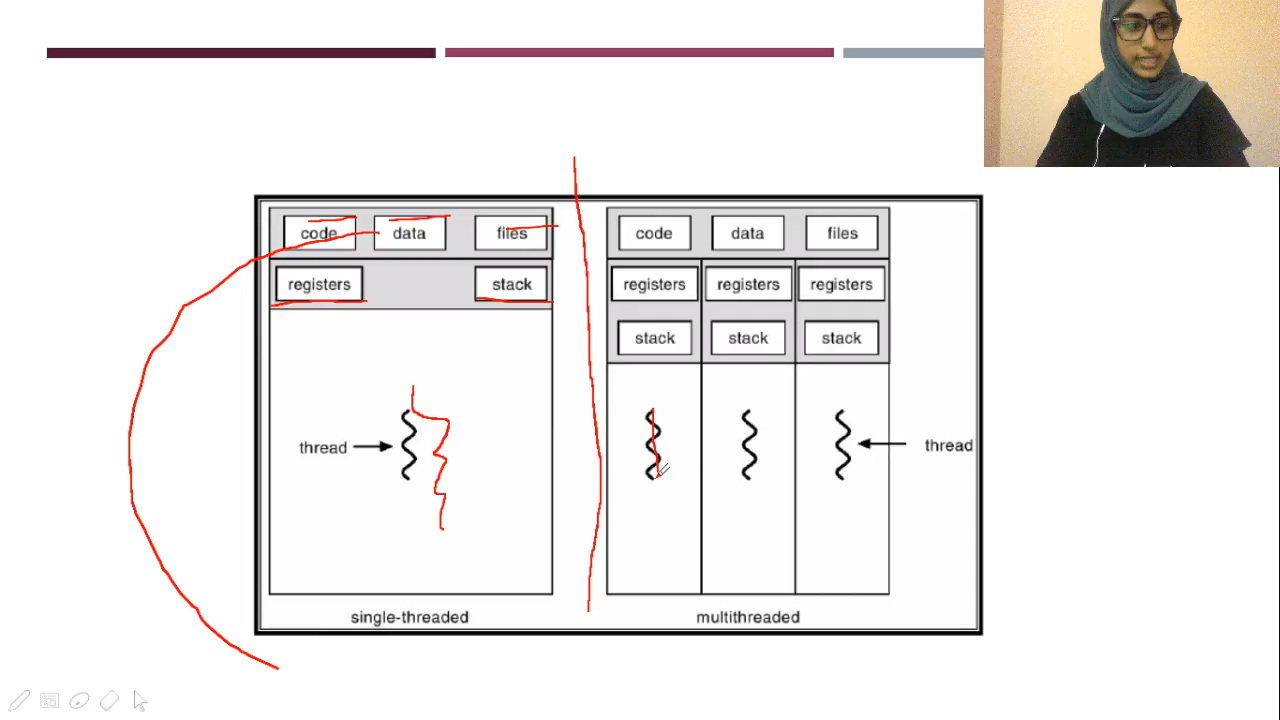 code data files code data files
registers stack registers registers registers
stack stack stack
thread thread
single-threaded multithreaded